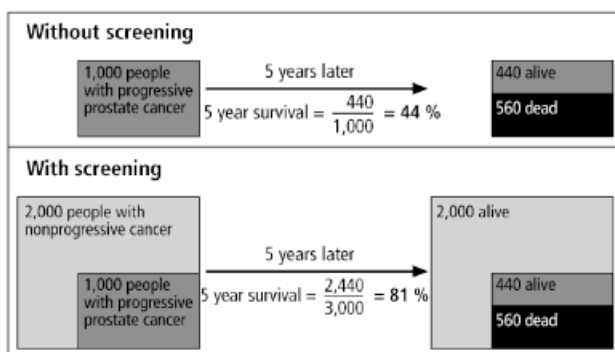 Without screening
1,000 people
with progressive
prostate cancer
5 years later
5 year survival = 440/1,000 = 44 %
440 alive
560 dead
With screening
2,000 people with
nonprogressive cancer
1,000 people
with progressive
prostate cancer
5 years later
5 year survival = 2,440/3,000 = 81 %
2,000 alive
440 alive
560 dead